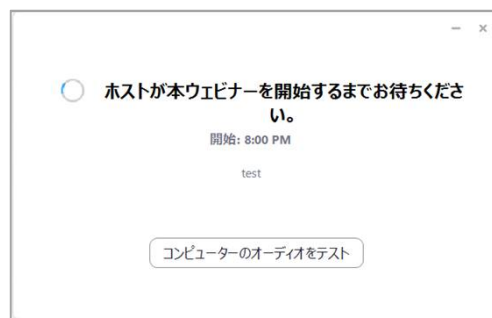 ホストが本ウェビナーを開始するまでお待ちくださ
い。
開始: 8:00 PM
test
コンピューターのオーディオをテスト